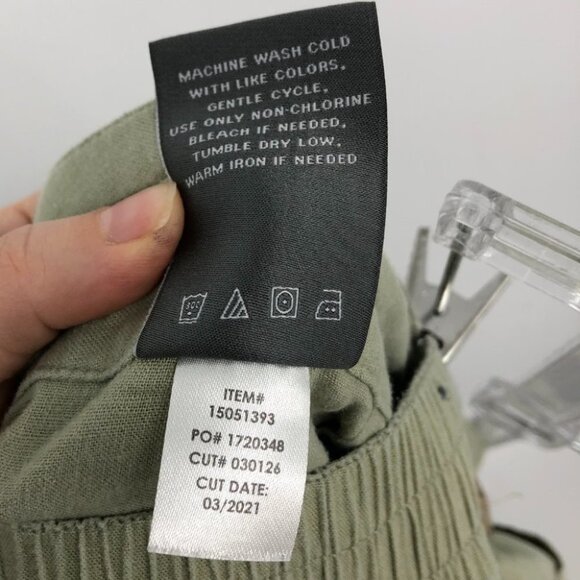 MACHINE WASH COLD
WITH LIKE COLORS.
GENTLE CYCLE.
USE ONLY NON-CHLORINE
BLEACH IF NEEDED.
TUMBLE DRY LOW.
WARM IRON IF NEEDED
30C
ITEM#
15051393
PO# 1720348
CUT# 030126
CUT DATE:
03/2021